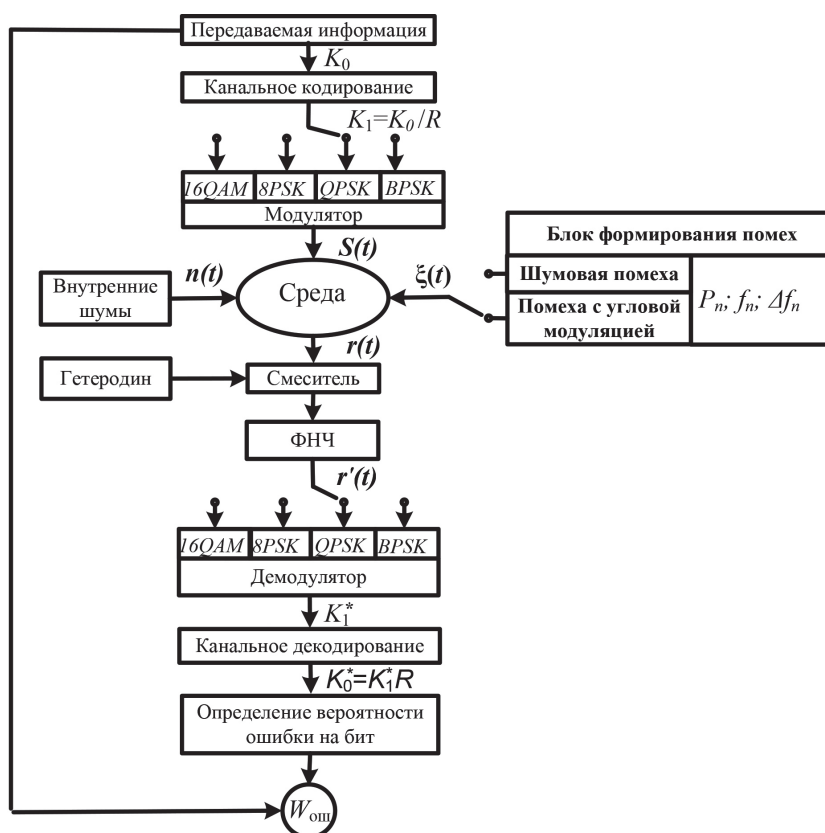 Передаваемая информация
K₀
Канальное кодирование
K₁=K₀/R
16QAM 8PSK QPSK BPSK
Модулятор
S(t)
Блок формирования помех
Шумовая помеха
Помеха с угловой
модуляцией
Pₙ; fₙ; Δfₙ
ξ(t)
n(t)
Внутренние
шумы
Среда
r(t)
Гетеродин
Смеситель
ФНЧ
r'(t)
16QAM 8PSK QPSK BPSK
Демодулятор
K₁*
Канальное декодирование
K₀*=K₁*R
Определение вероятности
ошибки на бит
Wош